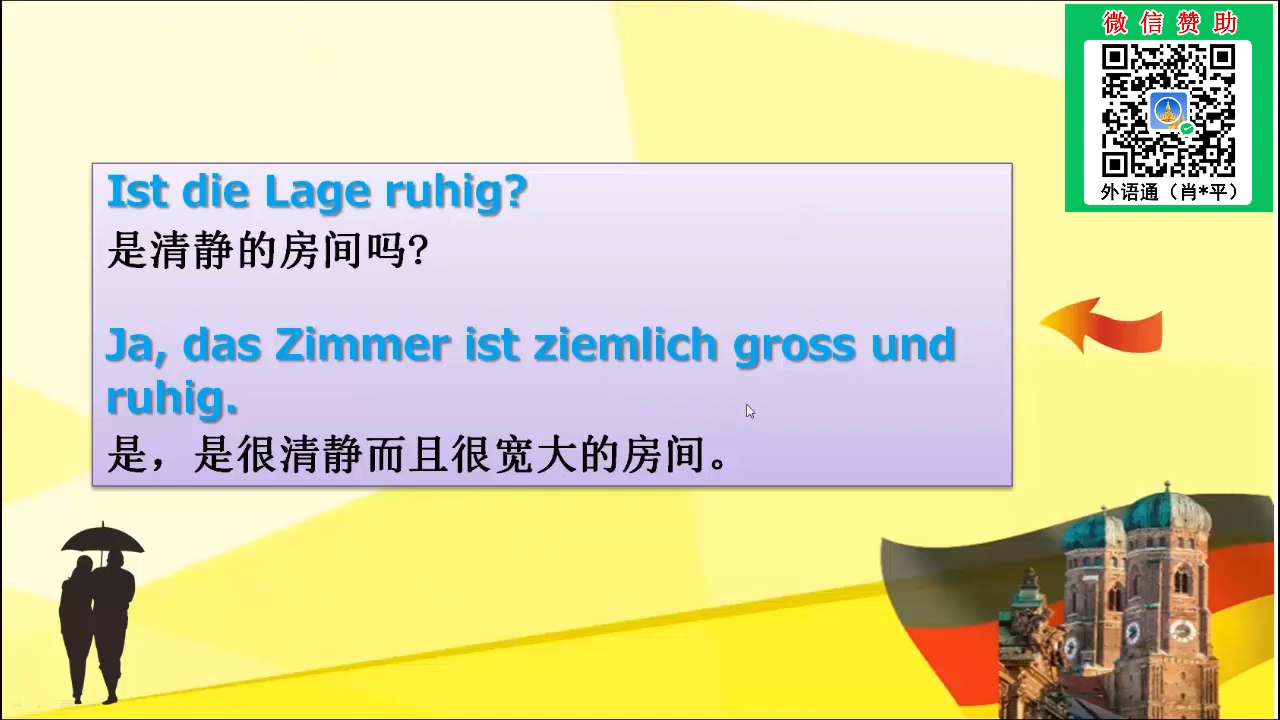 微信赞助
外语通（肖*平）
Ist die Lage ruhig?
是清静的房间吗?
Ja, das Zimmer ist ziemlich gross und
ruhig.
是，是很清静而且很宽大的房间。